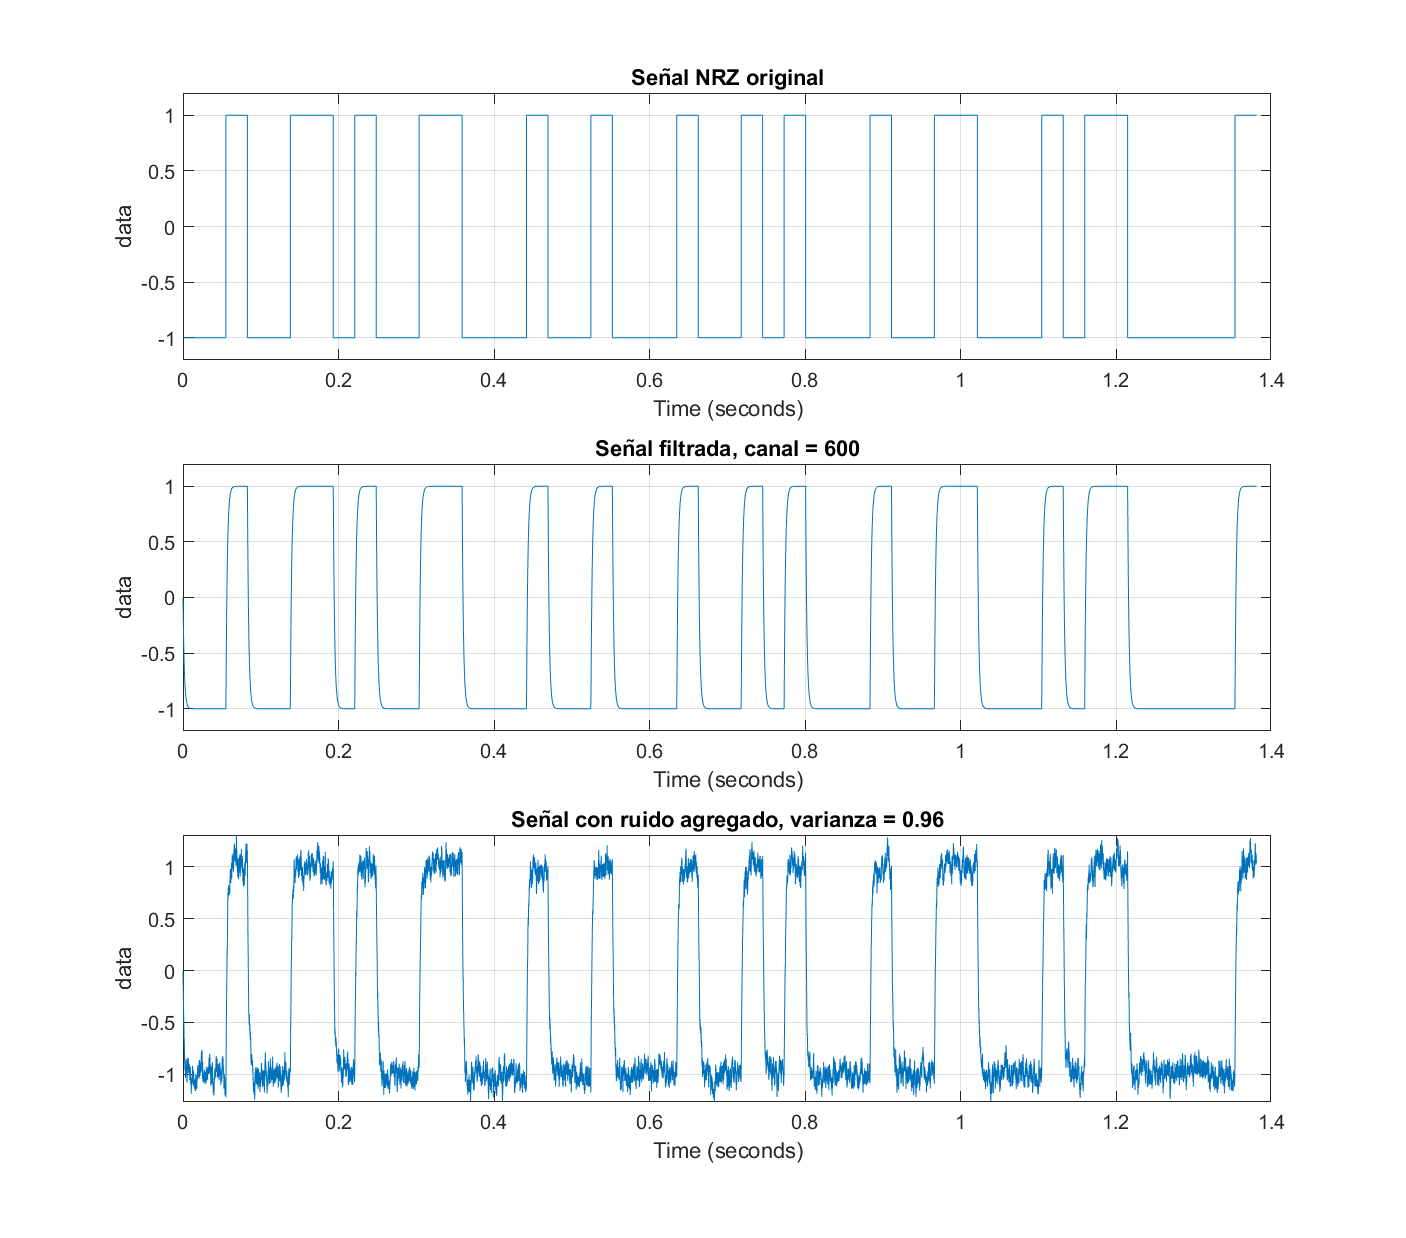 Señal NRZ original
1
0.5
0
-0.5
-1
data
0 0.2 0.4 0.6 0.8 1 1.2 1.4
Time (seconds)
Señal filtrada, canal = 600
1
0.5
0
-0.5
-1
data
0 0.2 0.4 0.6 0.8 1 1.2 1.4
Time (seconds)
Señal con ruido agregado, varianza = 0.96
1
0.5
0
-0.5
-1
data
0 0.2 0.4 0.6 0.8 1 1.2 1.4
Time (seconds)